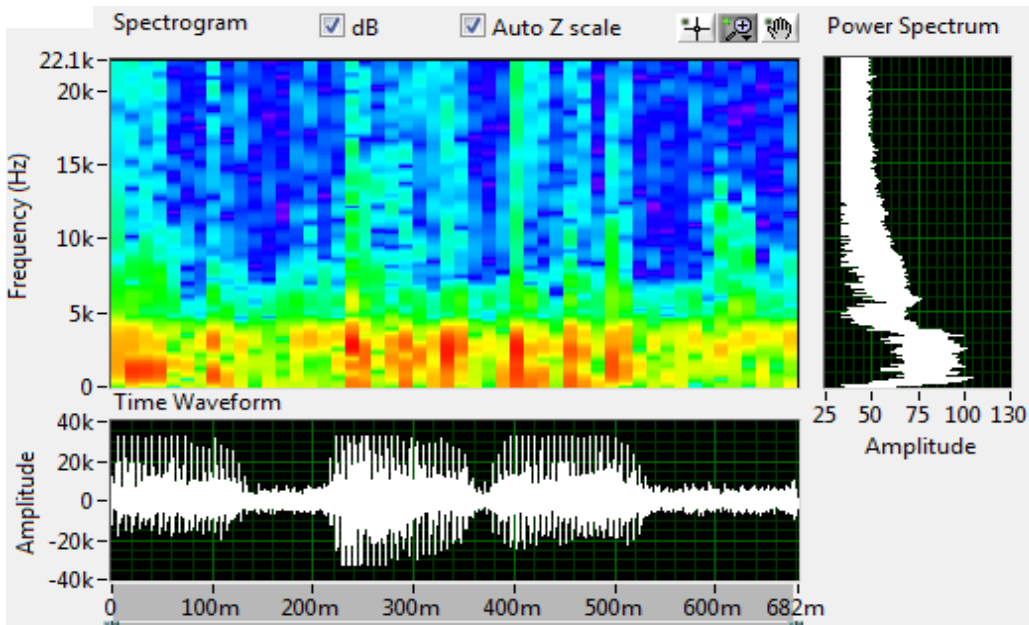 Spectrogram dB Auto Z scale Power Spectrum
22.1k
20k
15k
10k
5k
0
Frequency (Hz)
25 50 75 100 130
Amplitude
Time Waveform
40k
20k
0
-20k
-40k
Amplitude
0 100m 200m 300m 400m 500m 600m 682m